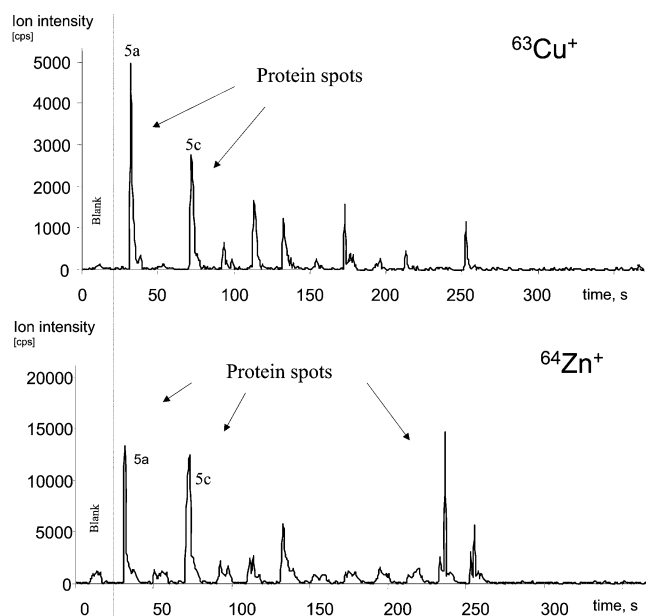 Ion intensity
[cps]
63Cu+
5a
Protein spots
5000
4000
5c
3000
2000
Blank
1000
0
0 50 100 150 200 250 300 time, s
Ion intensity
[cps]
64Zn+
Protein spots
20000
15000
5a
5c
10000
Blank
5000
0
0 50 100 150 200 250 300 time, s